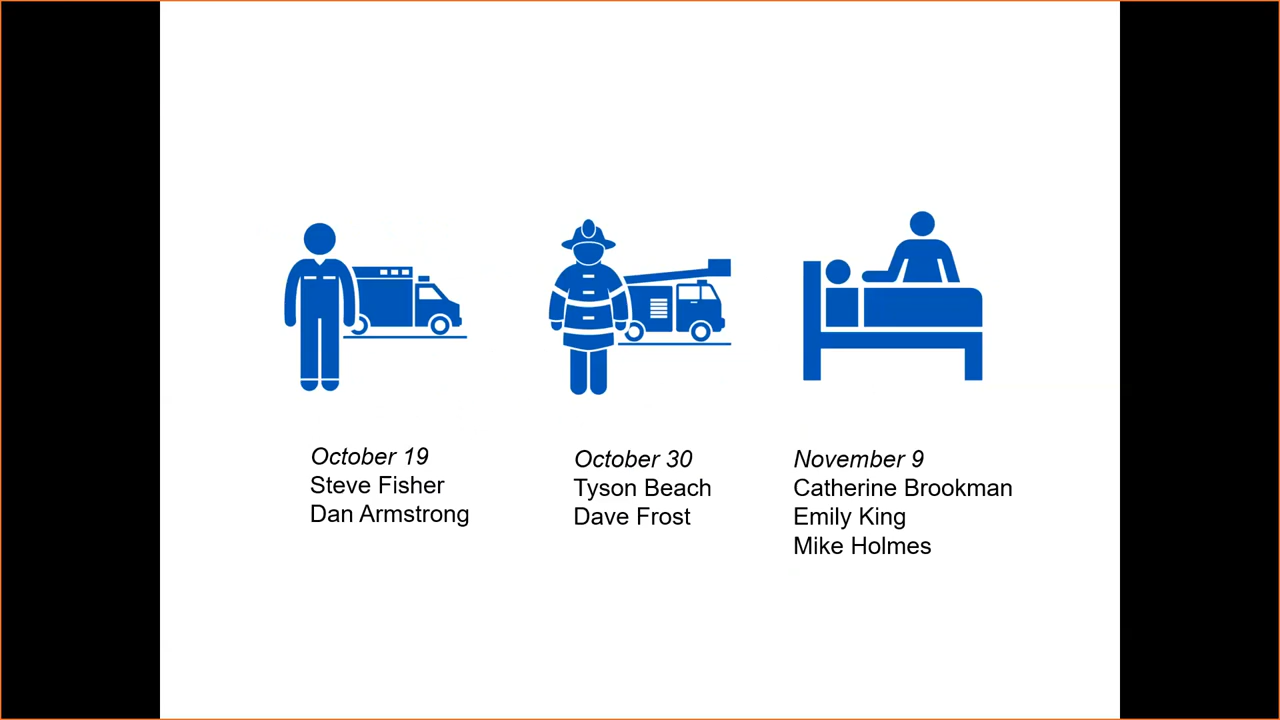 October 19
Steve Fisher
Dan Armstrong
October 30
Tyson Beach
Dave Frost
November 9
Catherine Brookman
Emily King
Mike Holmes